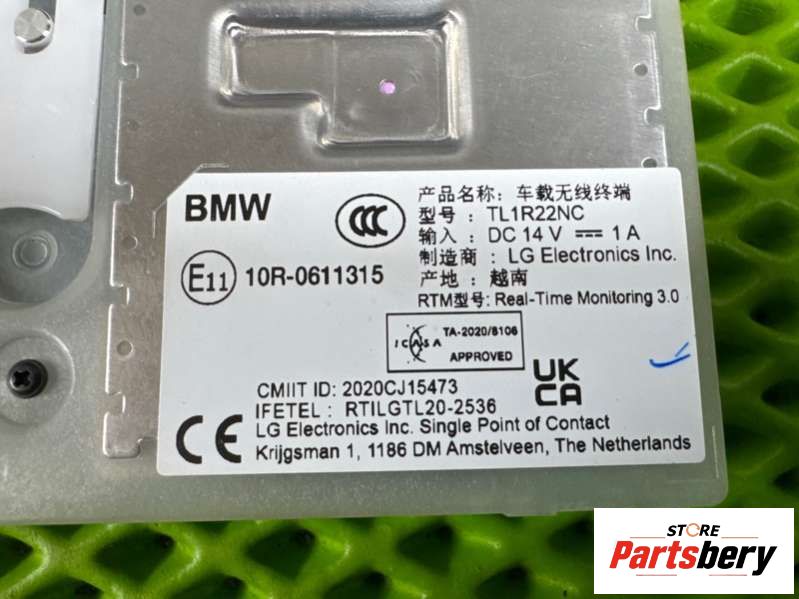 BMW
CCC
产品名称：车载无线终端
型号：TL1R22NC
输入：DC 14 V ⎓ 1 A
制造商：LG Electronics Inc.
产地：越南
RTM型号: Real-Time Monitoring 3.0
E11 10R-0611315
ICASA TA-2020/8106
APPROVED
CMIIT ID: 2020CJ15473
IFETEL : RTILGTL20-2536
UK
CA
CE
LG Electronics Inc. Single Point of Contact
Krijgsman 1, 1186 DM Amstelveen, The Netherlands
STORE
Partsbery